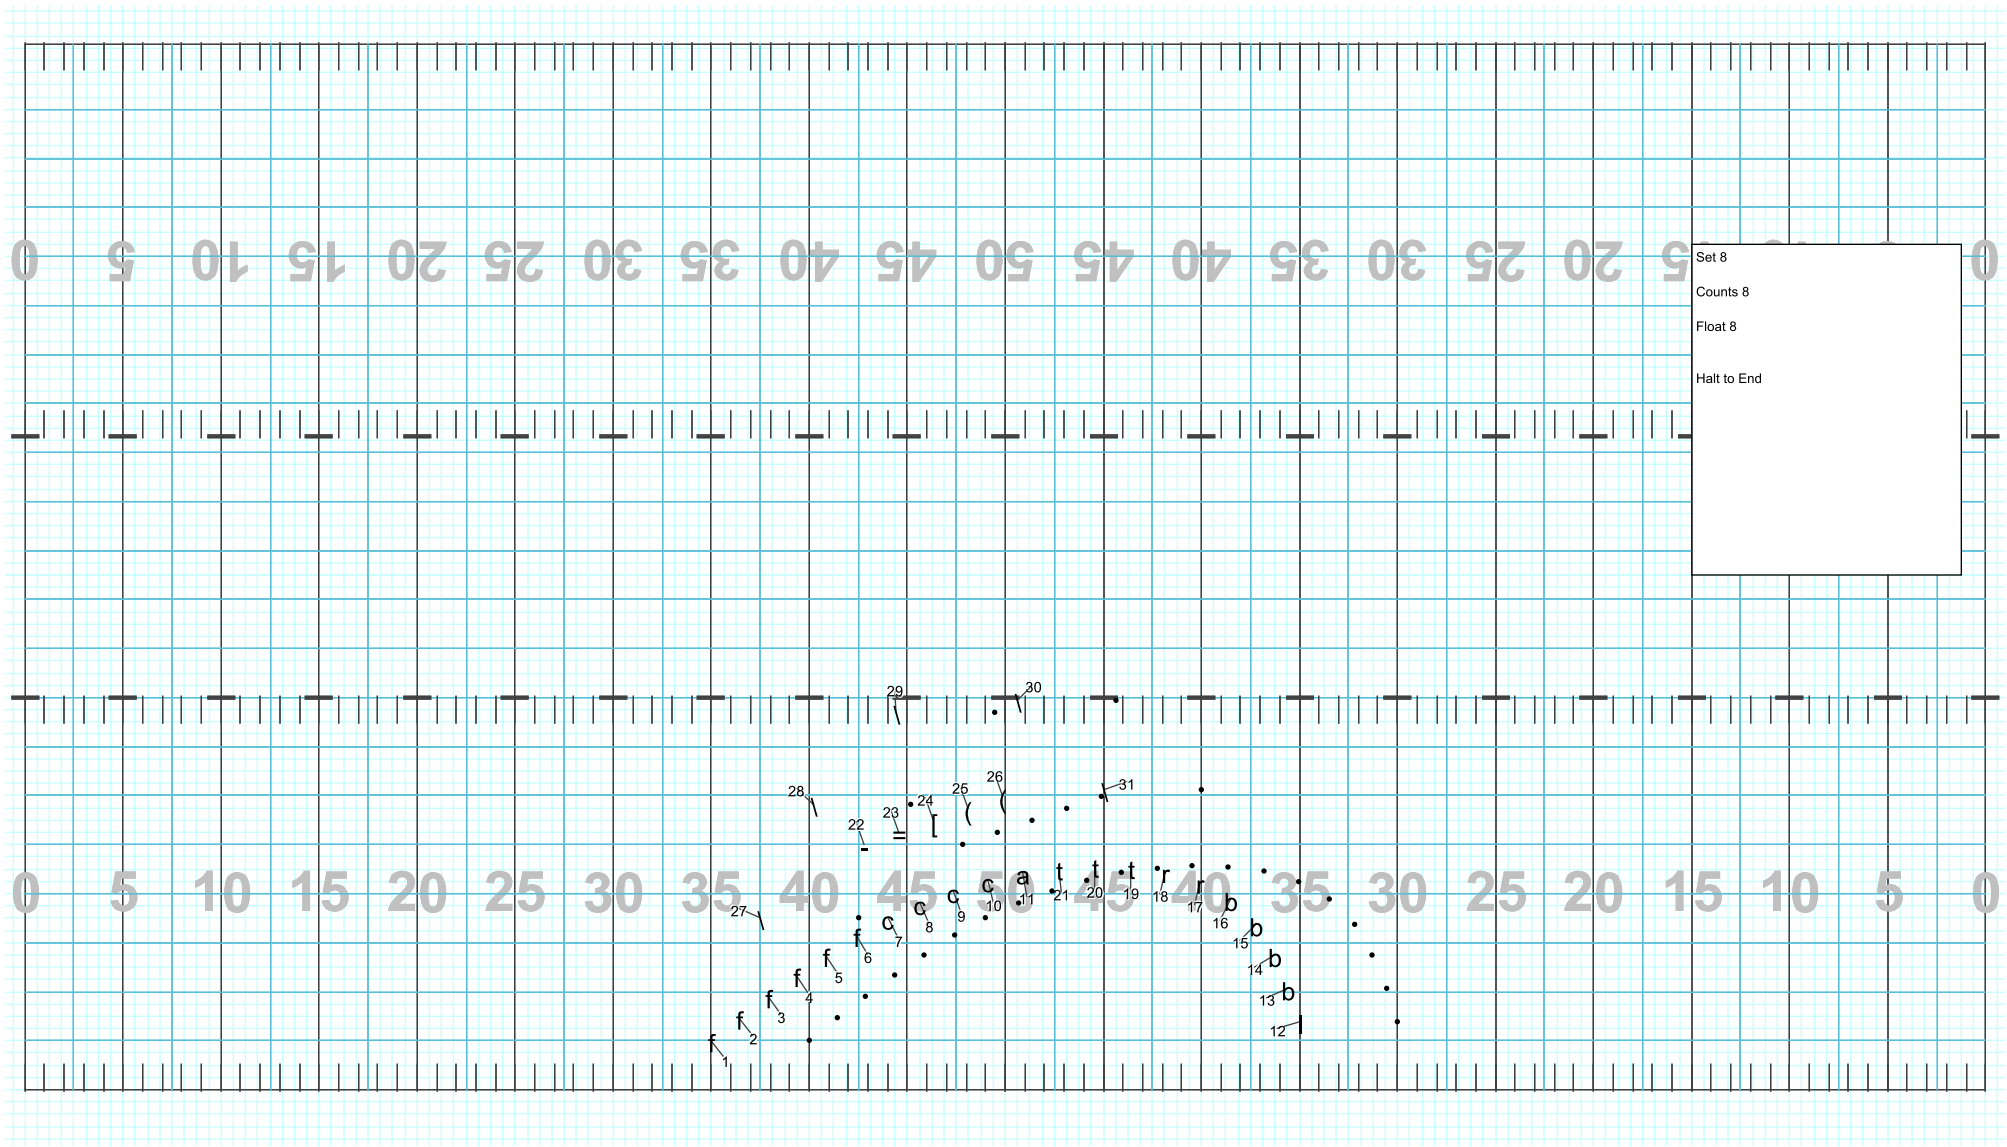 0 5 10 15 20 25 30 35 40 45 50 45 40 35 30 25 20 15 10 5 0
Set 8
Counts 8
Float 8
Halt to End
29 30
28 22 23 24 25 26 31
\ \
\ - = [ ( ( \
0 5 10 15 20 25 30 35 40 45 50 45 40 35 30 25 20 15 10 5 0
27 \
f f f f f f c c c c a t t t r r b b b b |
1 2 3 4 5 6 7 8 9 10 11 21 20 19 18 17 16 15 14 13 12